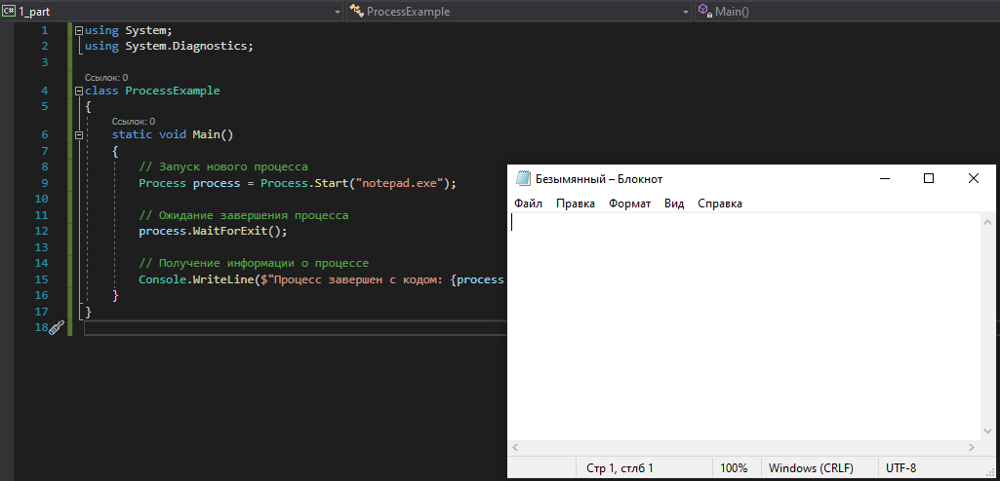 C# 1_part ProcessExample Main()
1 using System;
2 using System.Diagnostics;
3
Ссылок: 0
4 class ProcessExample
5 {
Ссылок: 0
6 static void Main()
7 {
8 // Запуск нового процесса
9 Process process = Process.Start("notepad.exe");
10
11 // Ожидание завершения процесса
12 process.WaitForExit();
13
14 // Получение информации о процессе
15 Console.WriteLine($"Процесс завершен с кодом: {process.
16 }
17 }
18
Безымянный – Блокнот
Файл Правка Формат Вид Справка
Стр 1, стлб 1 100% Windows (CRLF) UTF-8